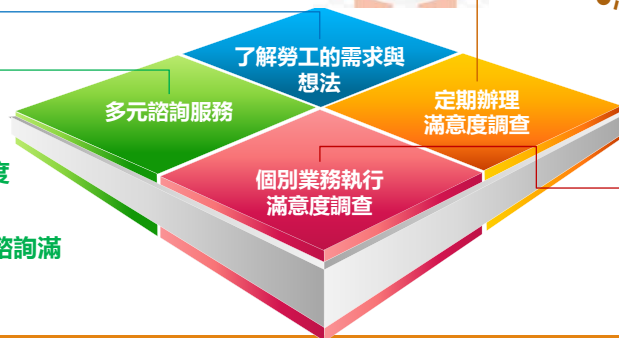 了解勞工的需求與
想法
多元諮詢服務
定期辦理
滿意度調查
個別業務執行
滿意度調查
度
諮詢滿